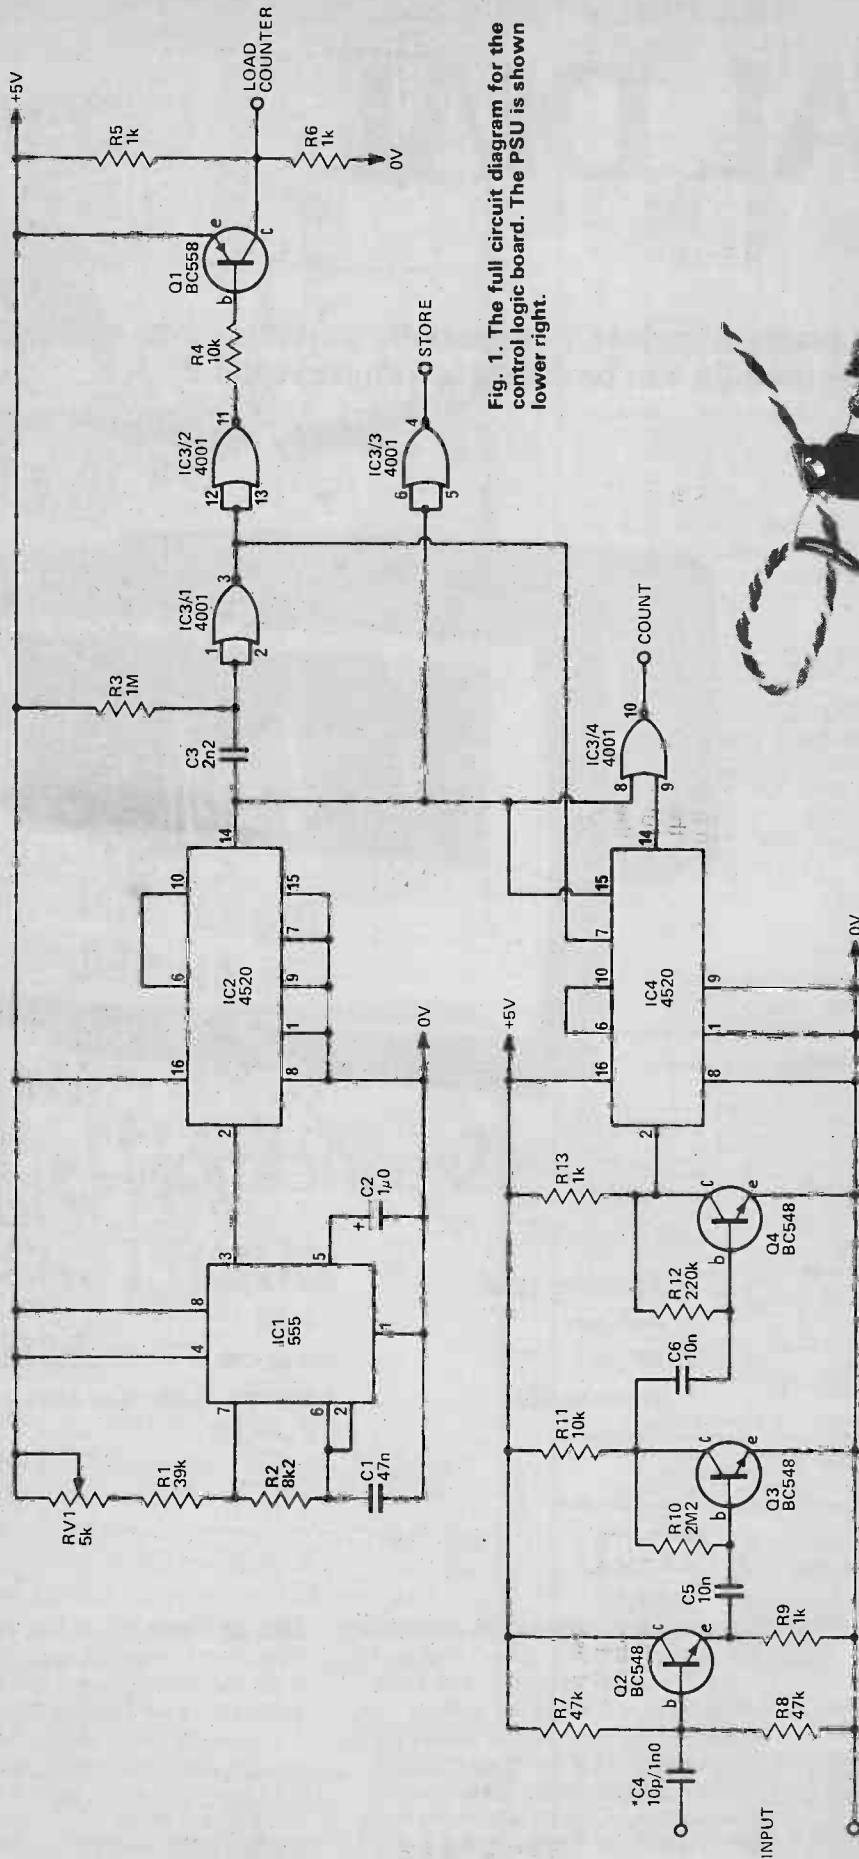 +5V
RV1
5k
R1
39k
R2
8k2
C1
47n
7
6
2
4
8
IC1
555
3
5
1
C2
1µ0
+
0V
2
16
6
10
IC2
4520
8
1
9
7
15
14
C3
2n2
R3
1M
1
2
IC3/1
4001
3
12
13
IC3/2
4001
11
R4
10k
Q1
BC558
b
e
c
R5
1k
R6
1k
0V
LOAD
COUNTER
6
5
IC3/3
4001
4
STORE
Fig. 1. The full circuit diagram for the
control logic board. The PSU is shown
lower right.
INPUT
*C4
10p/1n0
R7
47k
R8
47k
Q2
BC548
b
c
e
R9
1k
C5
10n
R10
2M2
R11
10k
b
c
e
Q3
BC548
C6
10n
R12
220k
R13
1k
b
c
e
Q4
BC548
+5V
2
16
6
10
7
15
IC4
4520
8
1
9
14
0V
8
9
IC3/4
4001
10
COUNT